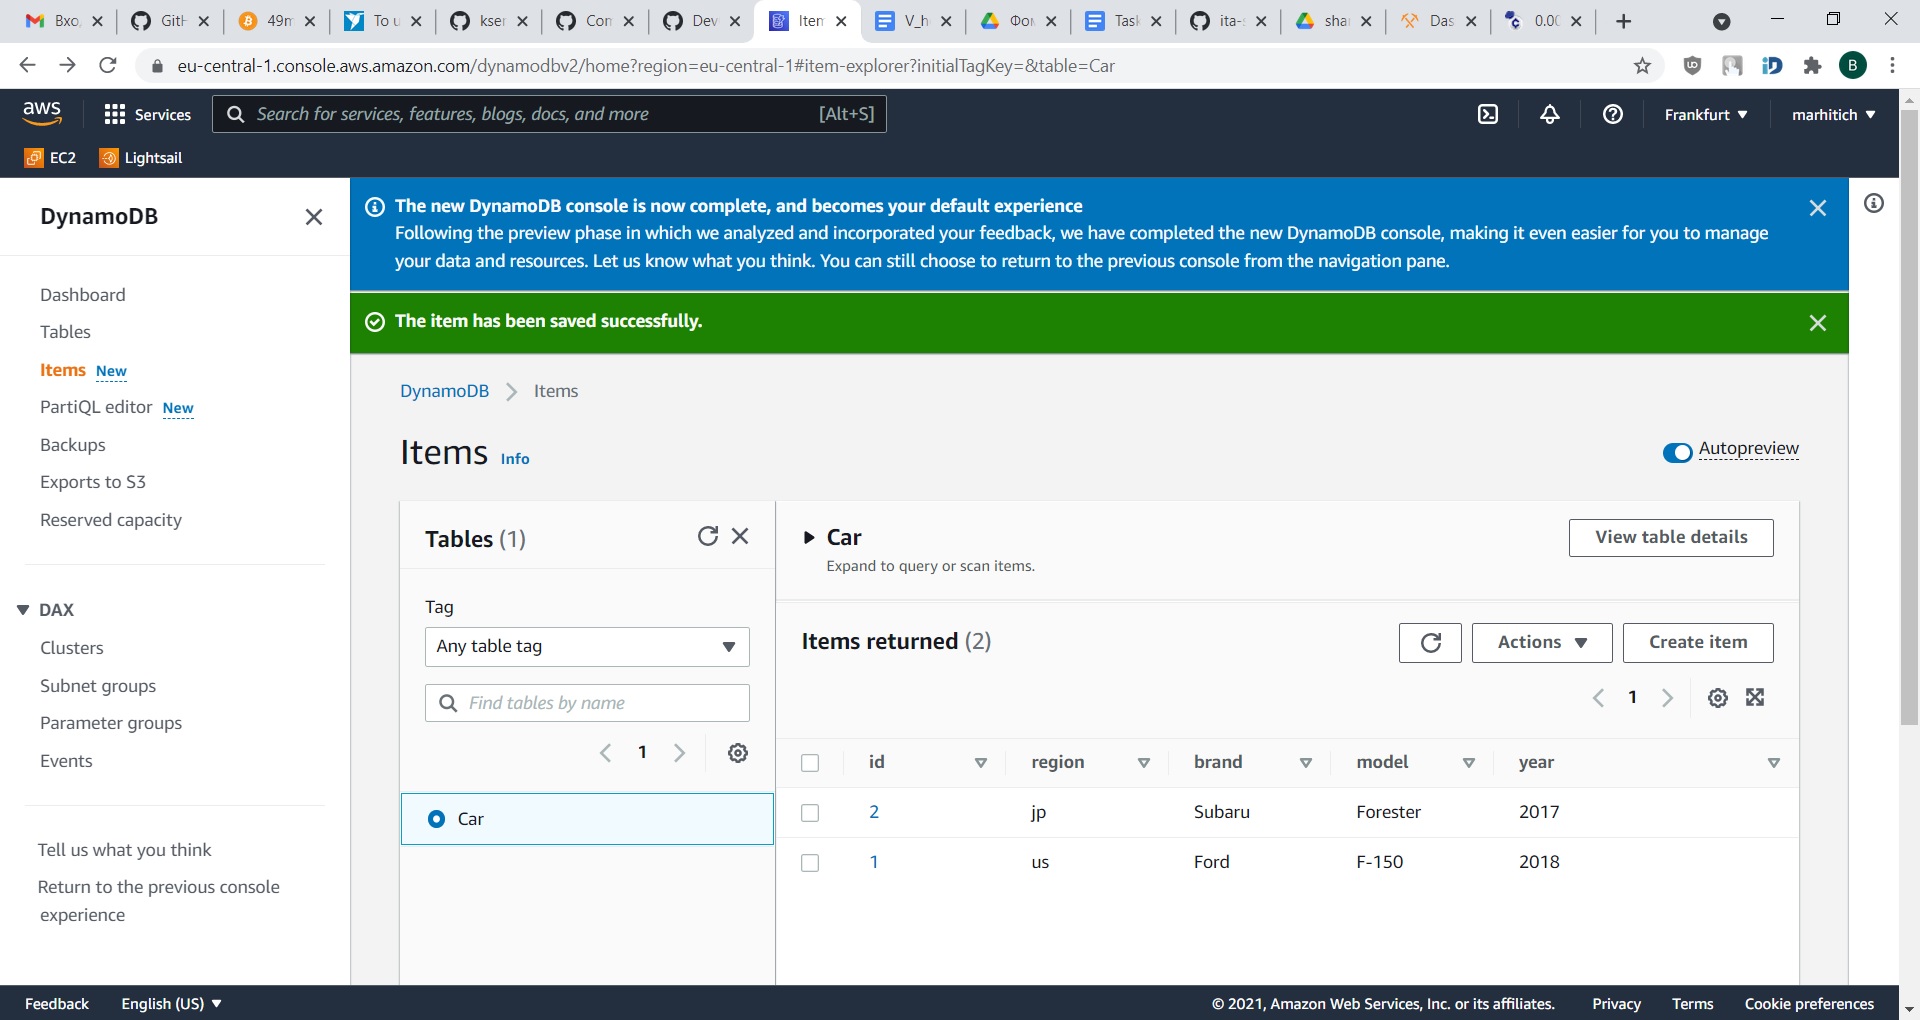 Bxo
GitH
49m
To u
kser
Con
Dev
Iten
V_h
Фор
Task
ita-s
shar
Das
0.00
eu-central-1.console.aws.amazon.com/dynamodbv2/home?region=eu-central-1#item-explorer?initialTagKey=&table=Car
B
aws
Services
Search for services, features, blogs, docs, and more
[Alt+S]
Frankfurt ▼
marhitich ▼
EC2
Lightsail
DynamoDB
Dashboard
Tables
Items New
PartiQL editor New
Backups
Exports to S3
Reserved capacity
▼ DAX
Clusters
Subnet groups
Parameter groups
Events
Tell us what you think
Return to the previous console
experience
The new DynamoDB console is now complete, and becomes your default experience
Following the preview phase in which we analyzed and incorporated your feedback, we have completed the new DynamoDB console, making it even easier for you to manage
your data and resources. Let us know what you think. You can still choose to return to the previous console from the navigation pane.
The item has been saved successfully.
DynamoDB > Items
Items Info
Autopreview
Tables (1)
Tag
Any table tag
Find tables by name
1
Car
Car
Expand to query or scan items.
View table details
Items returned (2)
Actions ▼
Create item
1
id region brand model year
2 jp Subaru Forester 2017
1 us Ford F-150 2018
Feedback
English (US) ▼
© 2021, Amazon Web Services, Inc. or its affiliates.
Privacy
Terms
Cookie preferences